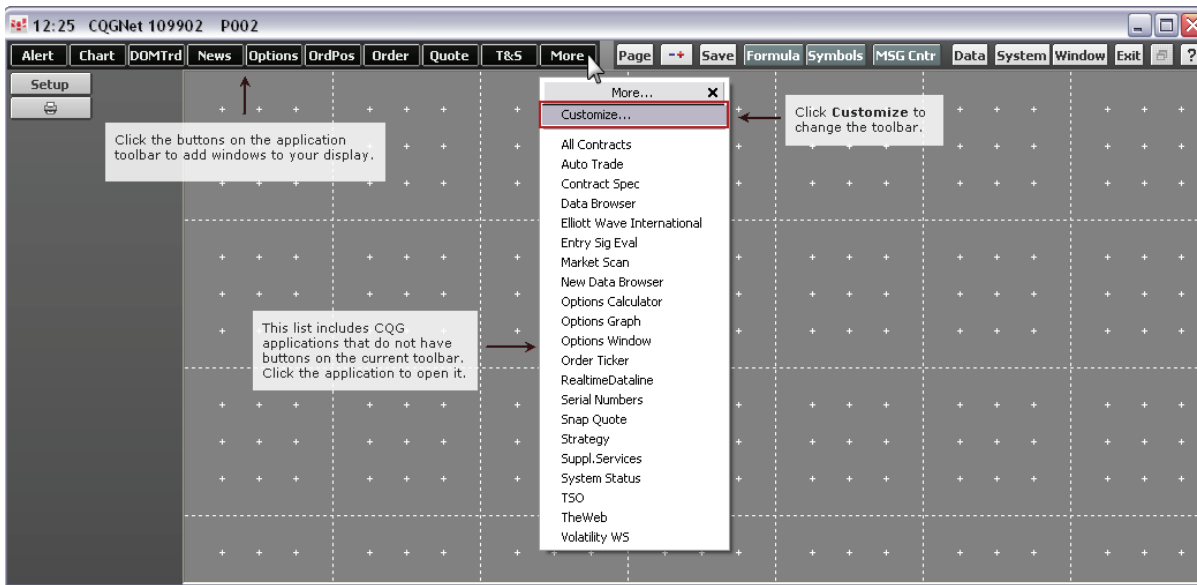 12:25 CQGNet 109902 P002
Alert Chart DOMTrd News Options OrdPos Order Quote T&S More Page -+ Save Formula Symbols MSG Cntr Data System Window Exit ?
Setup
Click the buttons on the application
toolbar to add windows to your display.
More... X
Customize...
Click Customize to
change the toolbar.
All Contracts
Auto Trade
Contract Spec
Data Browser
Elliott Wave International
Entry Sig Eval
Market Scan
New Data Browser
Options Calculator
Options Graph
Options Window
Order Ticker
RealtimeDataline
Serial Numbers
Snap Quote
Strategy
Suppl.Services
System Status
TSO
TheWeb
Volatility WS
This list includes CQG
applications that do not have
buttons on the current toolbar.
Click the application to open it.